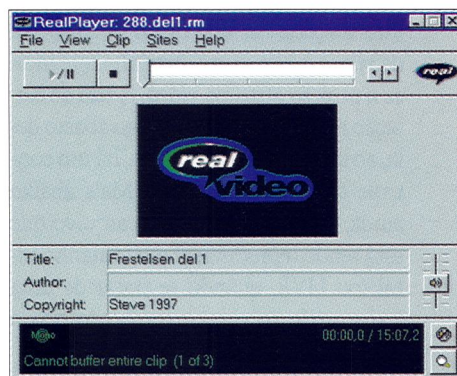 RealPlayer: 288.del1.rm
File View Clip Sites Help
real
real
video
Title: Frestelsen del 1
Author:
Copyright: Steve 1997
Mono 00:00,0 / 15:07,2
Cannot buffer entire clip (1 of 3)